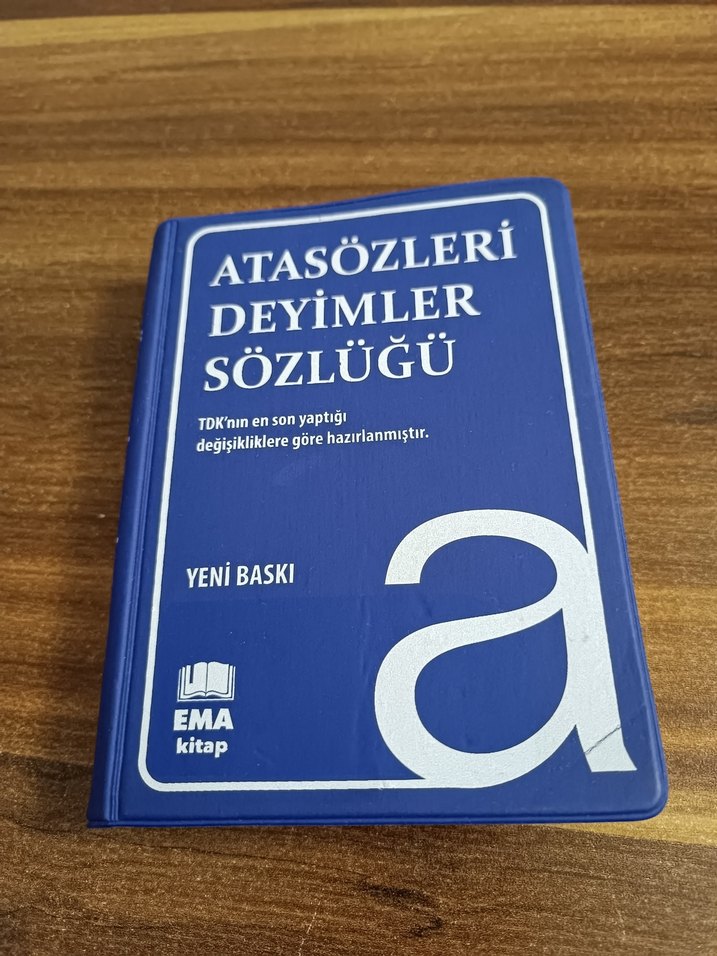 ATASÖZLERİ
DEYİMLER
SÖZLÜĞÜ
TDK'nın en son yaptığı
değişikliklere göre hazırlanmıştır.
YENİ BASKI
a
EMA
kitap